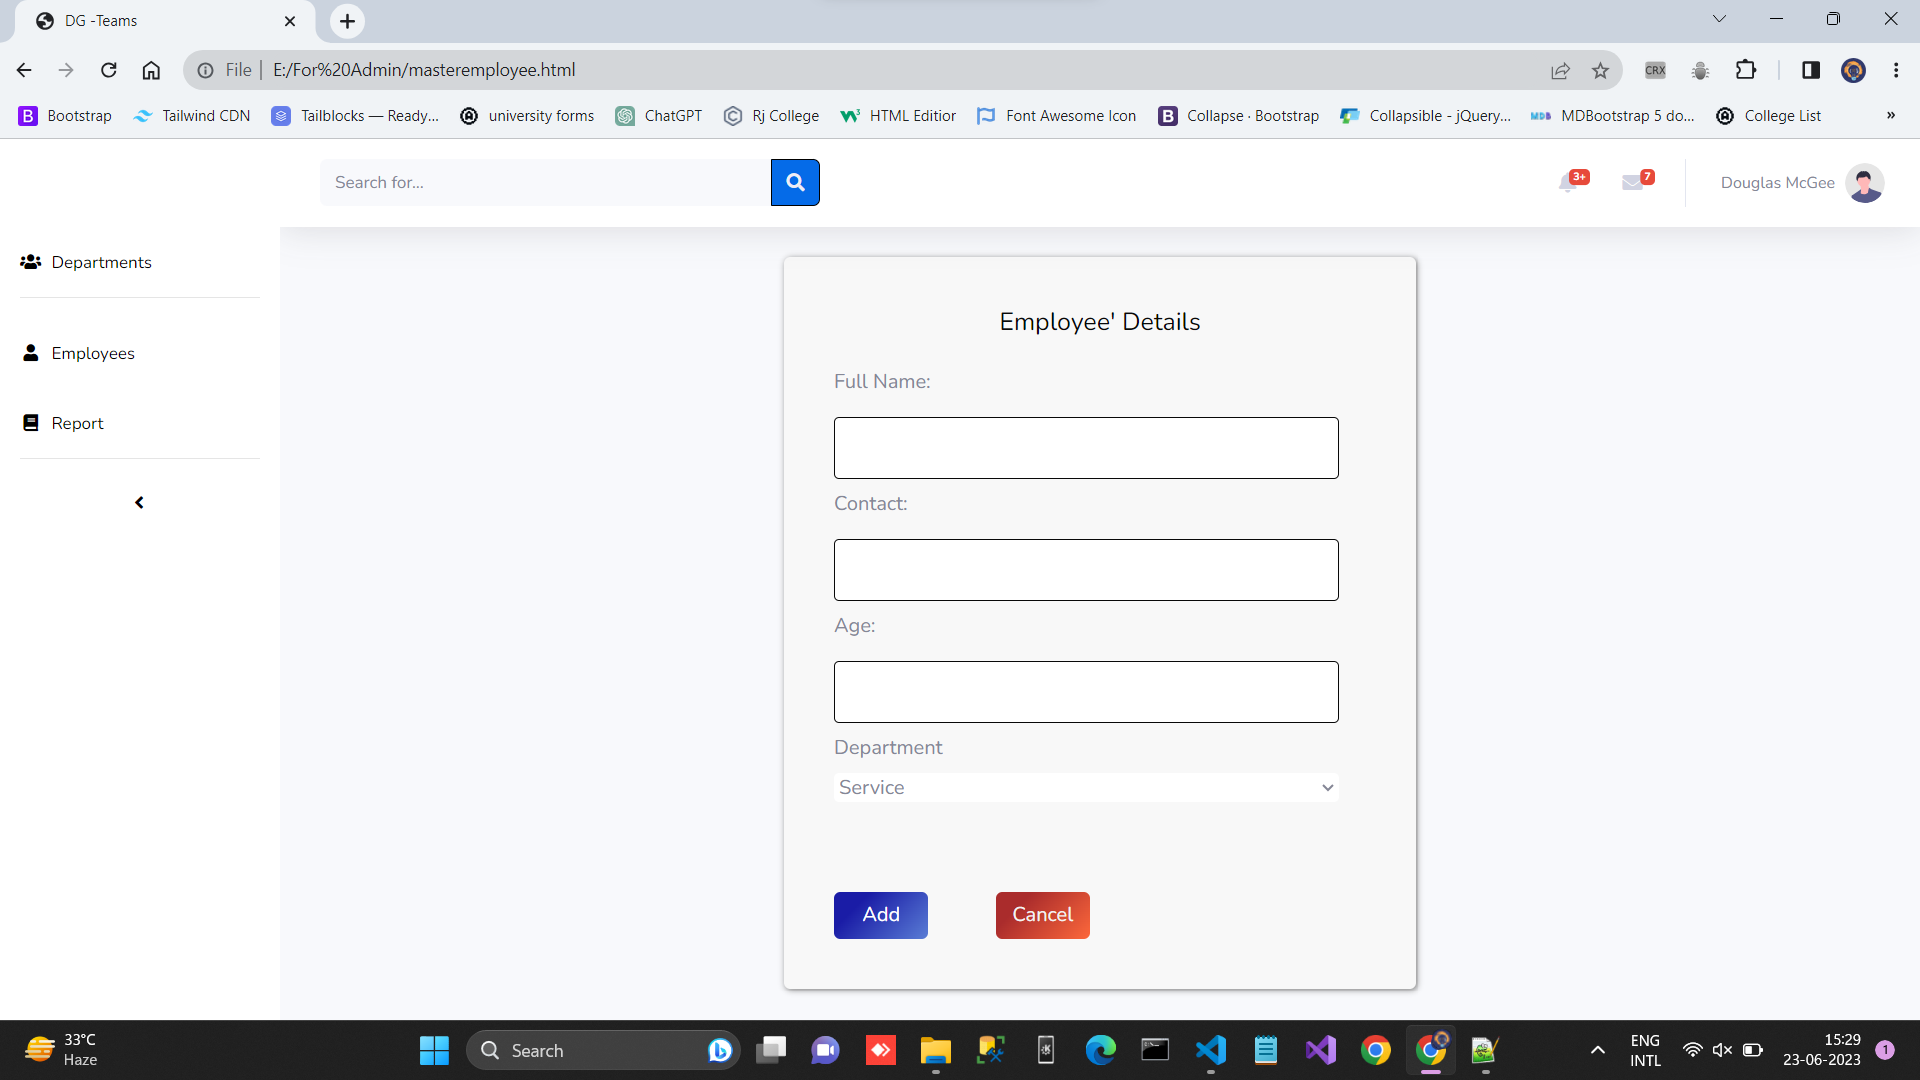 DG -Teams
File
E:/For%20Admin/masteremployee.html
CRX
B Bootstrap
Tailwind CDN
Tailblocks — Ready...
university forms
ChatGPT
Rj College
HTML Editior
Font Awesome Icon
B Collapse · Bootstrap
Collapsible - jQuery...
MDB MDBootstrap 5 do...
College List
»
Search for...
3+
7
Douglas McGee
Departments
Employees
Report
Employee' Details
Full Name:
Contact:
Age:
Department
Service
Add
Cancel
33°C
Haze
Search
ENG
INTL
15:29
23-06-2023
1